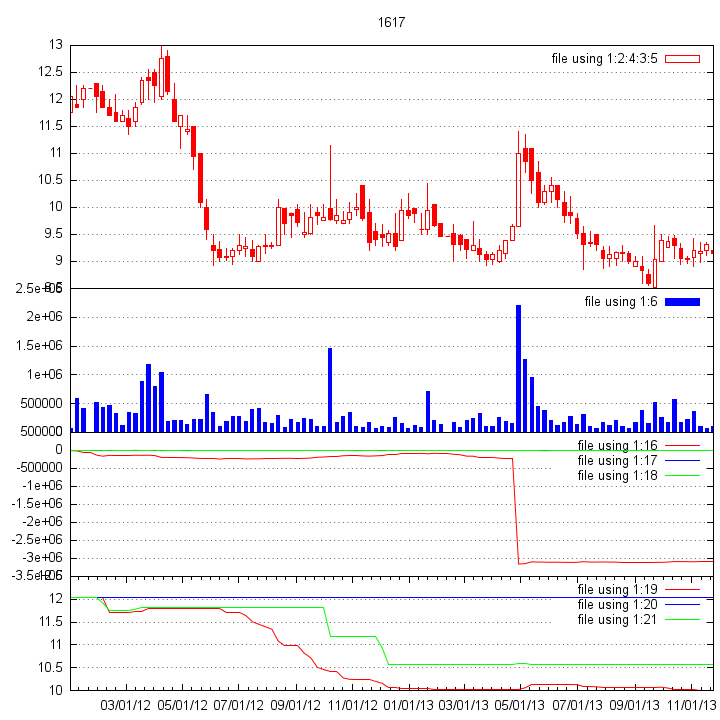 1617
13
file using 1:2:4:3:5
12.5
12
11.5
11
10.5
10
9.5
9
2.5e+06
file using 1:6
2e+06
1.5e+06
1e+06
500000
500000
0
file using 1:16
-500000
file using 1:17
-1e+06
file using 1:18
-1.5e+06
-2e+06
-2.5e+06
-3e+06
-3.5e+06
12
file using 1:19
file using 1:20
11.5
file using 1:21
11
10.5
10
03/01/12 05/01/12 07/01/12 09/01/12 11/01/12 01/01/13 03/01/13 05/01/13 07/01/13 09/01/13 11/01/13